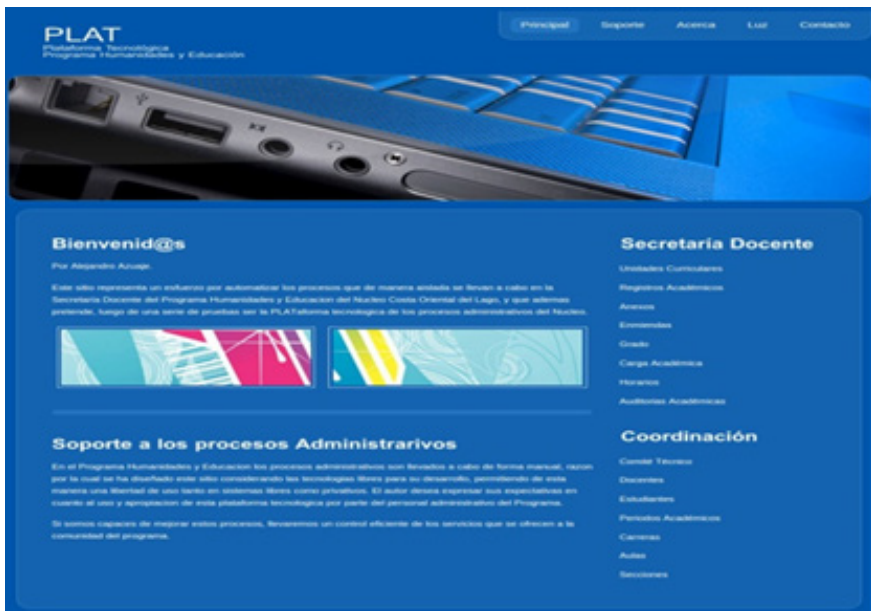 PLAT
Plataforma Tecnológica
Programa Humanidades y Educación
Principal
Soporte
Acerca
Luz
Contacto
Bienvenid@s
Por Alejandro Azuaje.
Este sitio representa un esfuerzo por automatizar los procesos que de manera aislada se llevan a cabo en la
Secretaría Docente del Programa Humanidades y Educacion del Nucleo Costa Oriental del Lago, y que ademas
pretende, luego de una serie de pruebas ser la PLATaforma tecnologica de los procesos administrativos del Nucleo.
Soporte a los procesos Administrarivos
En el Programa Humanidades y Educacion los procesos administrativos son llevados a cabo de forma manual, razon
por la cual se ha diseñado este sitio considerando las tecnologias libres para su desarrollo, permitiendo de esta
manera una libertad de uso tanto en sistemas libres como privativos. El autor desea expresar sus expectativas en
cuanto al uso y apropiacion de esta plataforma tecnologica por parte del personal administrativo del Programa.
Si somos capaces de mejorar estos procesos, llevaremos un control eficiente de los servicios que se ofrecen a la
comunidad del programa.
Secretaría Docente
Unidades Curriculares
Registros Académicos
Anexos
Enmiendas
Grado
Carga Académica
Horarios
Auditorias Académicas
Coordinación
Comité Técnico
Docentes
Estudiantes
Periodos Académicos
Carreras
Aulas
Secciones